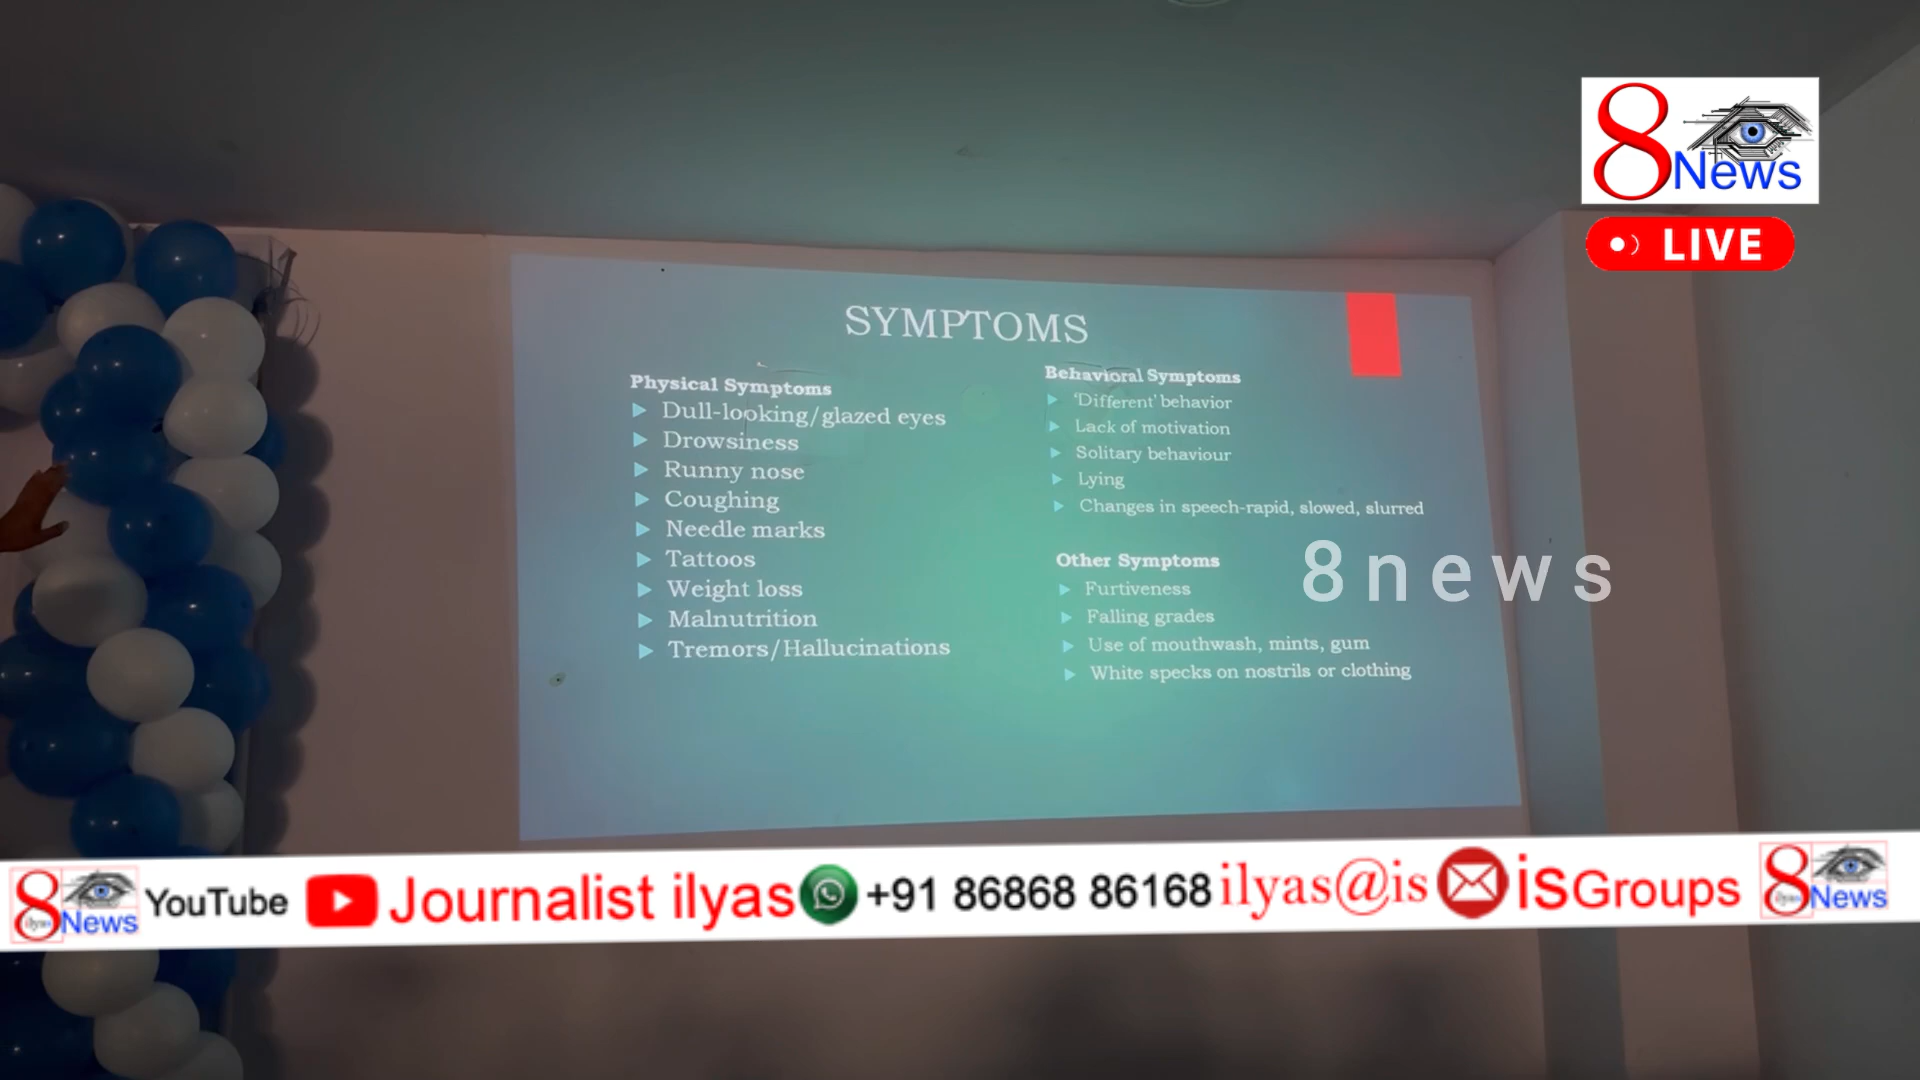 8 News
LIVE
SYMPTOMS
Physical Symptoms
Dull-looking/glazed eyes
Drowsiness
Runny nose
Coughing
Needle marks
Tattoos
Weight loss
Malnutrition
Tremors/Hallucinations
Behavioral Symptoms
'Different' behavior
Lack of motivation
Solitary behaviour
Lying
Changes in speech-rapid, slowed, slurred
Other Symptoms
Furtiveness
Falling grades
Use of mouthwash, mints, gum
White specks on nostrils or clothing
8news
8 ilyas News YouTube Journalist ilyas +91 86868 86168 ilyas@is iSGroups 8 ilyas News